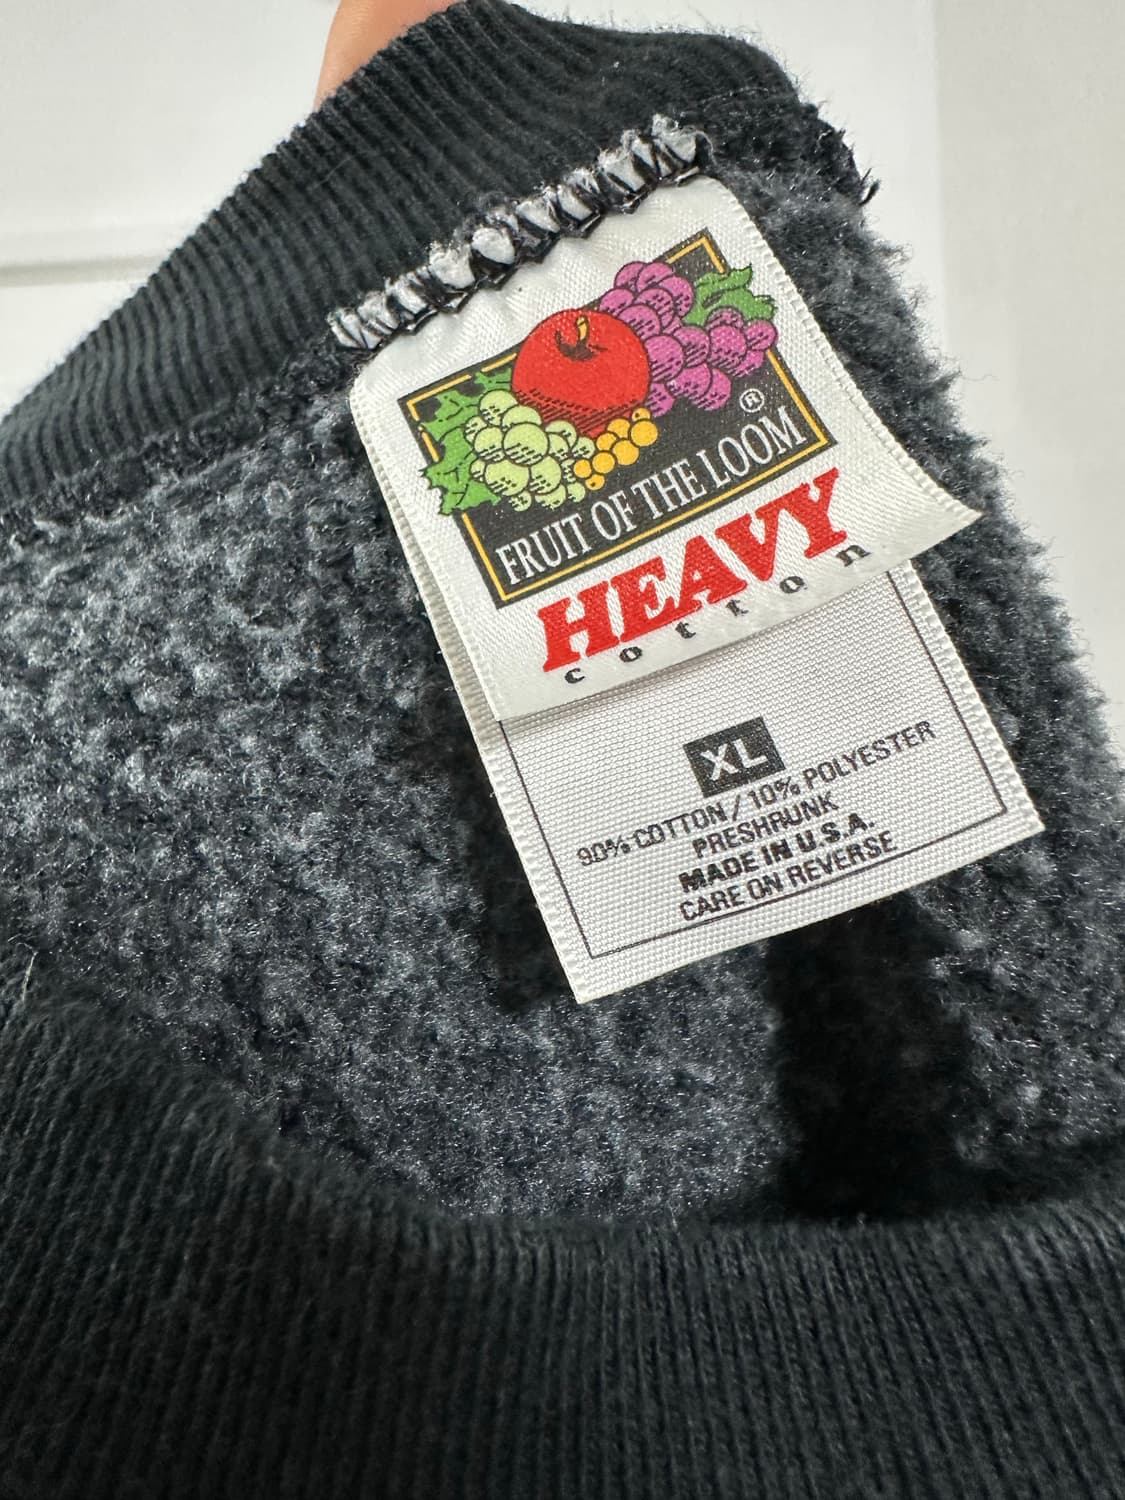 ®
FRUIT OF THE LOOM
HEAVY
cotton
XL
90% COTTON / 10% POLYESTER
PRESHRUNK
MADE IN U.S.A.
CARE ON REVERSE